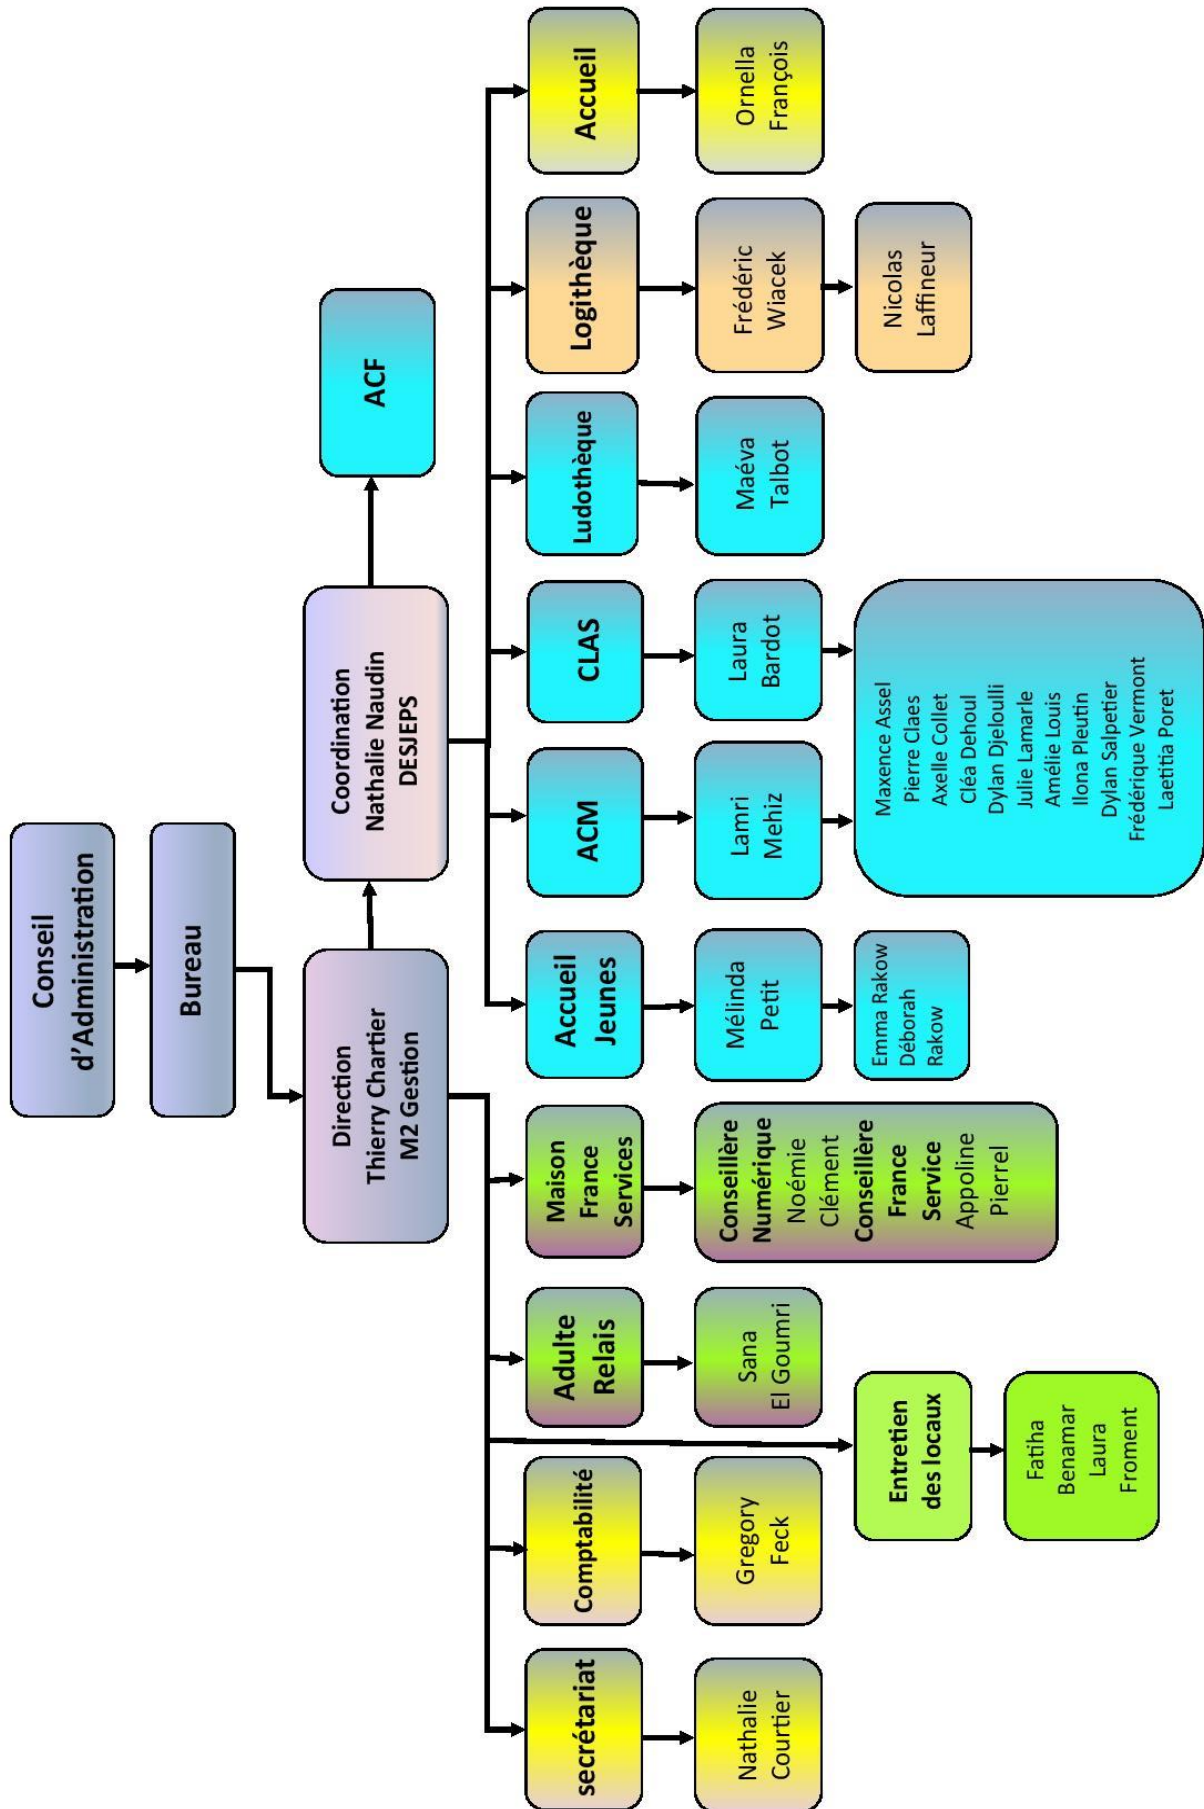 Conseil
d'Administration
Bureau
Direction
Thierry Chartier
M2 Gestion
Coordination
Nathalie Naudin
DESJEPS
ACF
secrétariat
Comptabilité
Adulte
Relais
Maison
France
Services
Accueil
Jeunes
ACM
CLAS
Ludothèque
Logithèque
Accueil
Nathalie
Courtier
Gregory
Feck
Sana
El Goumri
Conseillère
Numérique
Noémie
Clément
Conseillère
France
Service
Appoline
Pierrel
Mélinda
Petit
Lamri
Mehiz
Laura
Bardot
Maéva
Talbot
Frédéric
Wiacek
Ornella
François
Entretien
des locaux
Emma Rakow
Déborah
Rakow
Maxence Assel
Pierre Claes
Axelle Collet
Cléa Dehoul
Dylan Djeloulli
Julie Lamarle
Amélie Louis
Ilona Pleutin
Dylan Salpetier
Frédérique Vermont
Laetitia Poret
Nicolas
Laffineur
Fatiha
Benamar
Laura
Froment